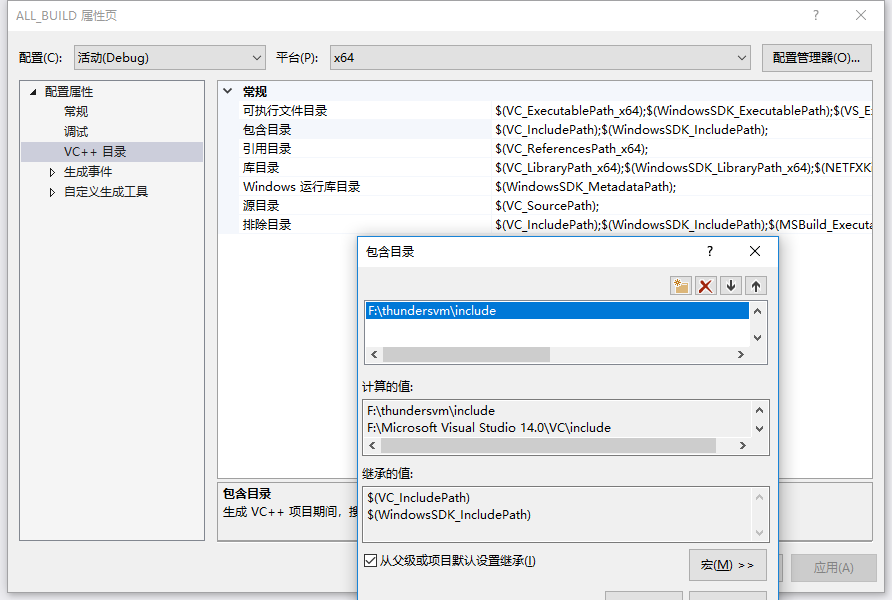 ALL_BUILD 属性页
配置(C): 活动(Debug) 平台(P): x64 配置管理器(O)...
配置属性
常规
调试
VC++ 目录
生成事件
自定义生成工具
常规
可执行文件目录 $(VC_ExecutablePath_x64);$(WindowsSDK_ExecutablePath);$(VS_E
包含目录 $(VC_IncludePath);$(WindowsSDK_IncludePath);
引用目录 $(VC_ReferencesPath_x64);
库目录 $(VC_LibraryPath_x64);$(WindowsSDK_LibraryPath_x64);$(NETFXK
Windows 运行库目录 $(WindowsSDK_MetadataPath);
源目录 $(VC_SourcePath);
排除目录 $(VC_IncludePath);$(WindowsSDK_IncludePath);$(MSBuild_Executa
包含目录
生成 VC++ 项目期间，搜
包含目录
F:\thundersvm\include
计算的值:
F:\thundersvm\include
F:\Microsoft Visual Studio 14.0\VC\include
继承的值:
$(VC_IncludePath)
$(WindowsSDK_IncludePath)
从父级或项目默认设置继承(I)
宏(M) >>
应用(A)